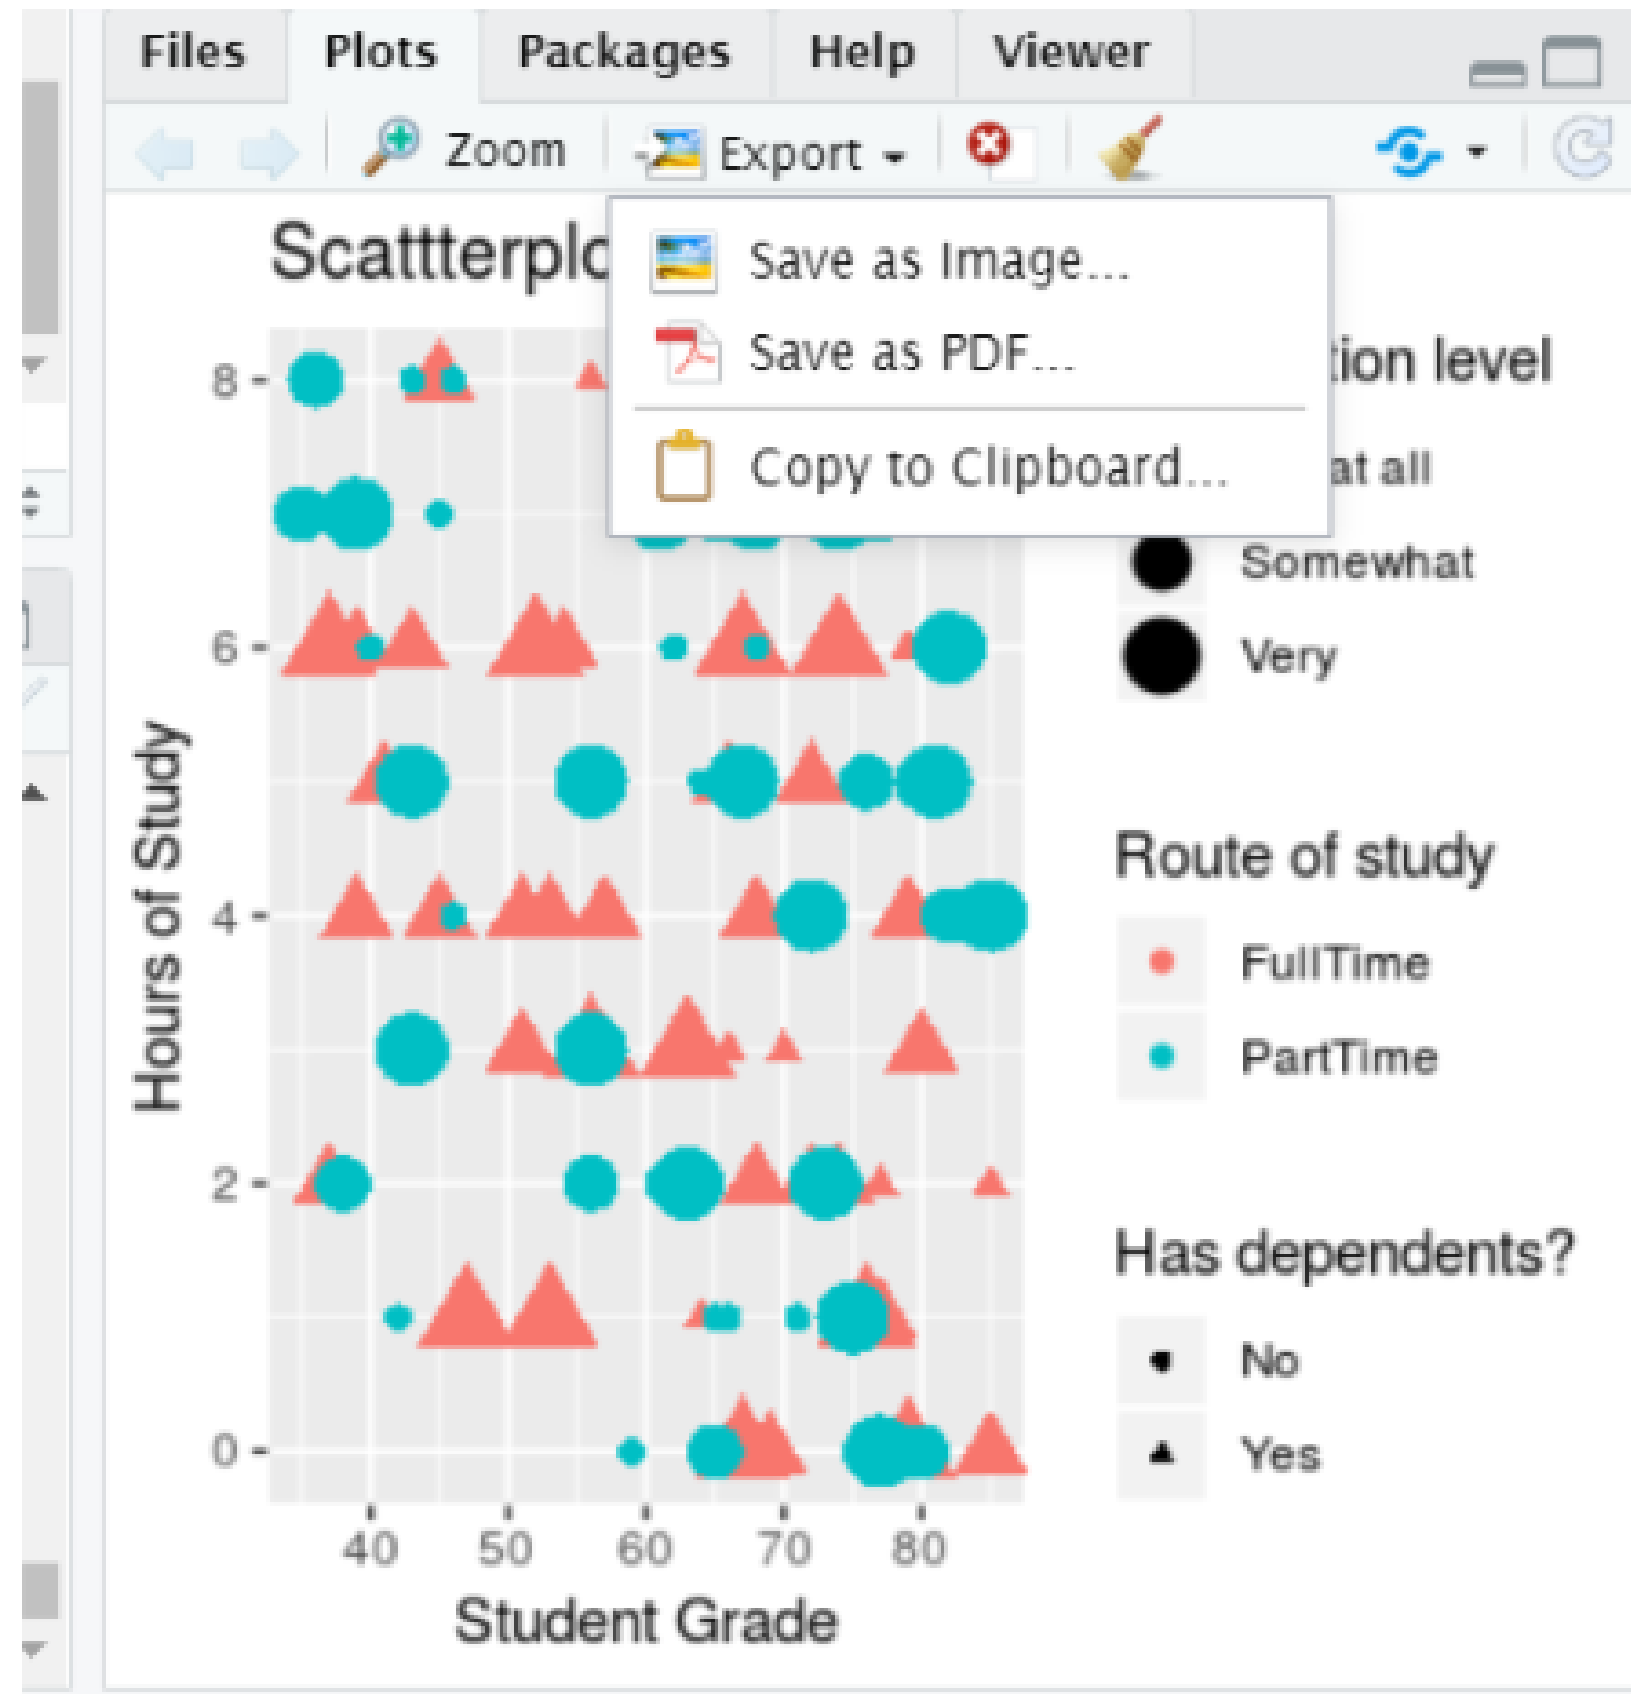 Files Plots Packages Help Viewer
Zoom Export
Scattterplo
Save as Image...
Save as PDF...
Copy to Clipboard...
tion level
at all
Somewhat
Very
8
6
4
2
0
Hours of Study
Route of study
FullTime
PartTime
Has dependents?
No
Yes
40 50 60 70 80
Student Grade